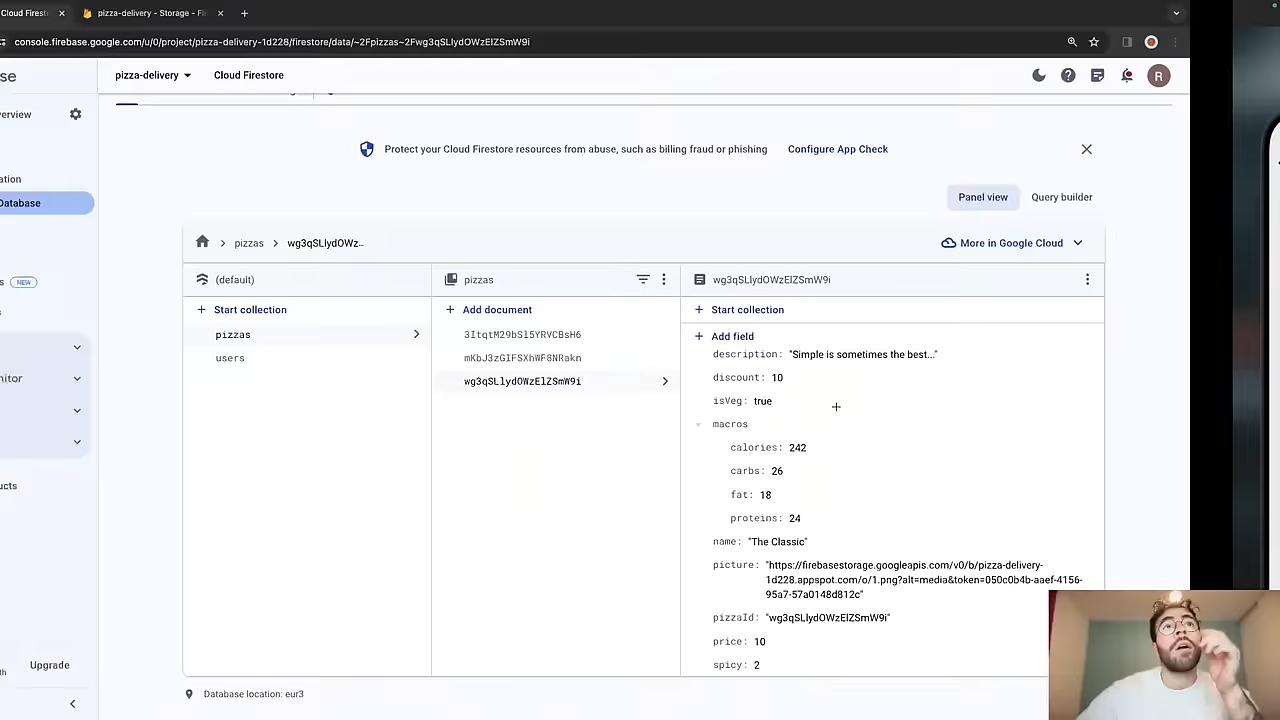 Cloud Firest
pizza-delivery - Storage - Fir
console.firebase.google.com/u/0/project/pizza-delivery-1d228/firestore/data/~2Fpizzas~2Fwg3qSLlydOWzElZSmW9i
se
pizza-delivery
Cloud Firestore
R
verview
Protect your Cloud Firestore resources from abuse, such as billing fraud or phishing
Configure App Check
ation
Database
Panel view
Query builder
pizzas
wg3qSLlydOWz…
More in Google Cloud
(default)
pizzas
wg3qSLlydOWzElZSmW9i
s NEW
Start collection
Add document
Start collection
s
pizzas
3ItqtM29bSl5YRVCBsH6
Add field
users
mKbJ3zGIFSXhWF8NRakn
description: "Simple is sometimes the best..."
nitor
wg3qSLlydOWzElZSmW9i
discount: 10
isVeg: true
macros
calories: 242
carbs: 26
ucts
fat: 18
proteins: 24
name: "The Classic"
picture: "https://firebasestorage.googleapis.com/v0/b/pizza-delivery-
1d228.appspot.com/o/1.png?alt=media&token=050c0b4b-aaef-4156-
95a7-57a0148d812c"
pizzaId: "wg3qSLlydOWzElZSmW9i"
price: 10
spicy: 2
th
Upgrade
Database location: eur3